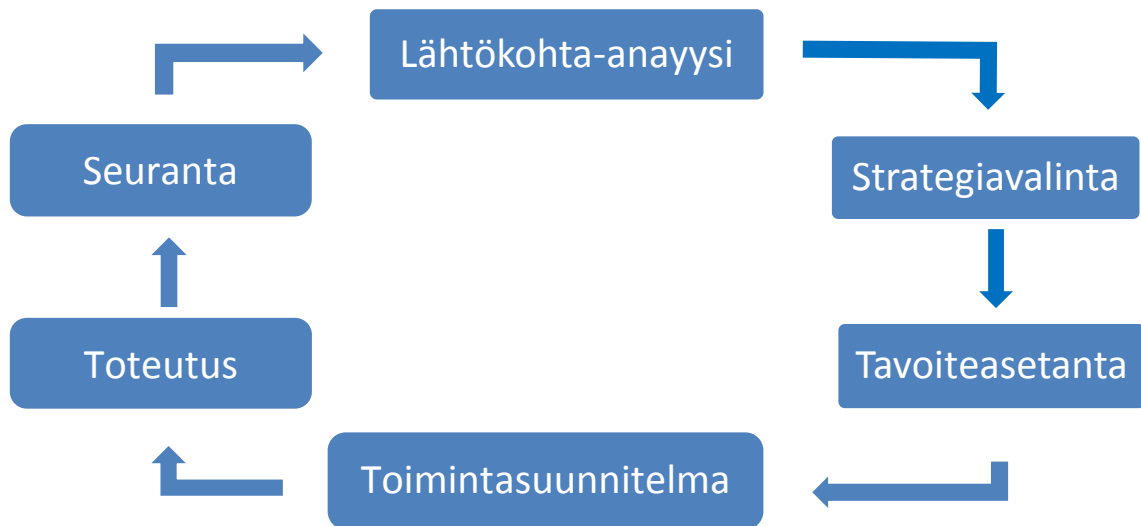 Lähtökohta-anayysi
Seuranta
Strategiavalinta
Toteutus
Tavoiteasetanta
Toimintasuunnitelma